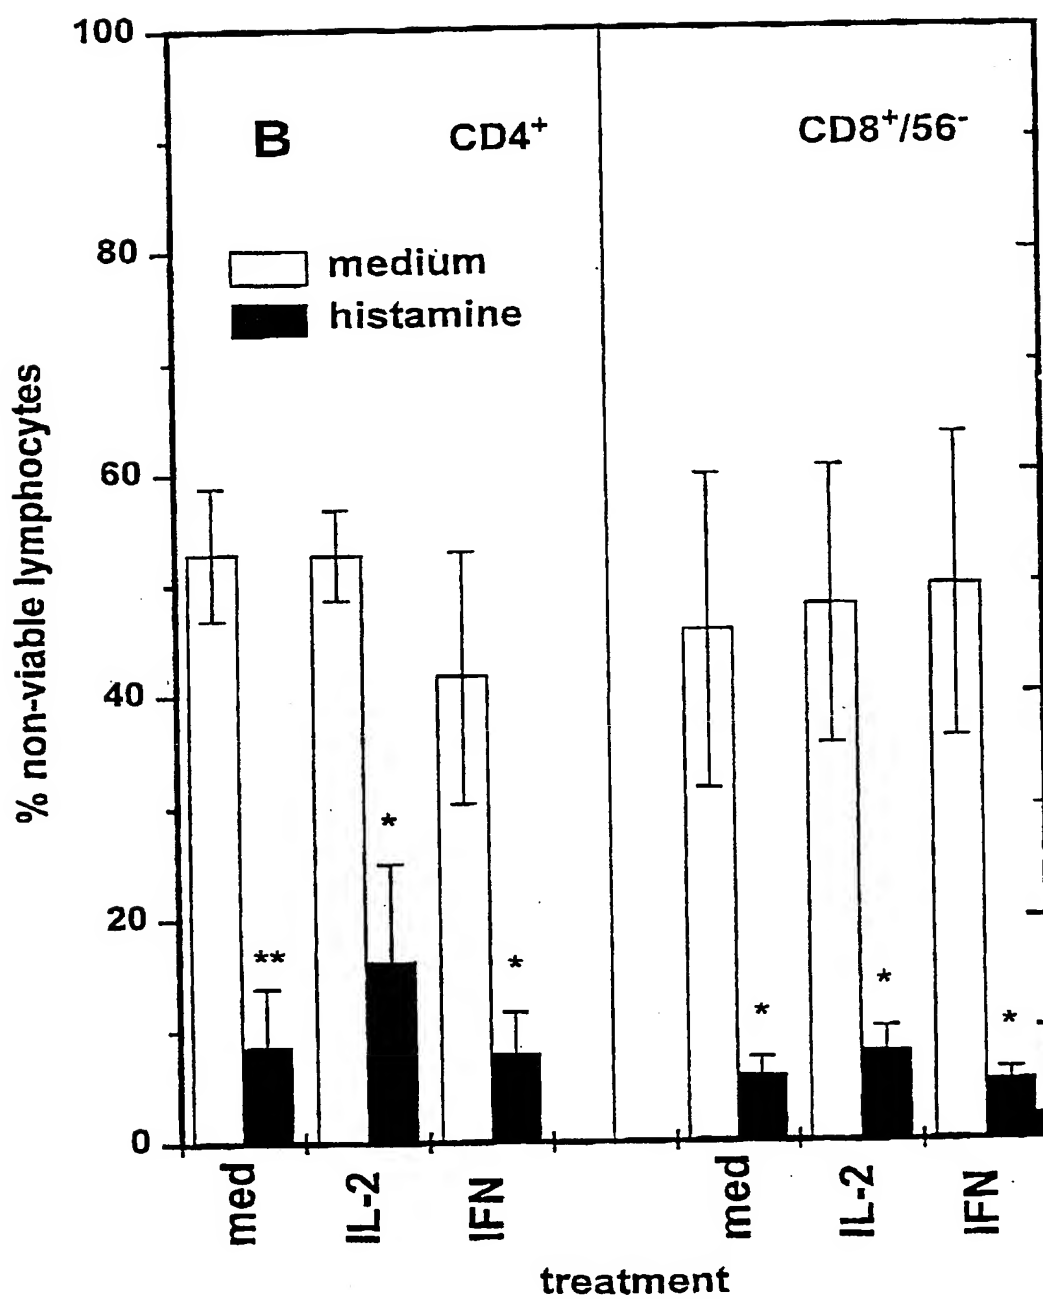 100
80
60
40
20
0
% non-viable lymphocytes
B
CD4⁺
CD8⁺/56⁻
medium
histamine
**
*
*
*
*
*
med
IL-2
IFN
med
IL-2
IFN
treatment